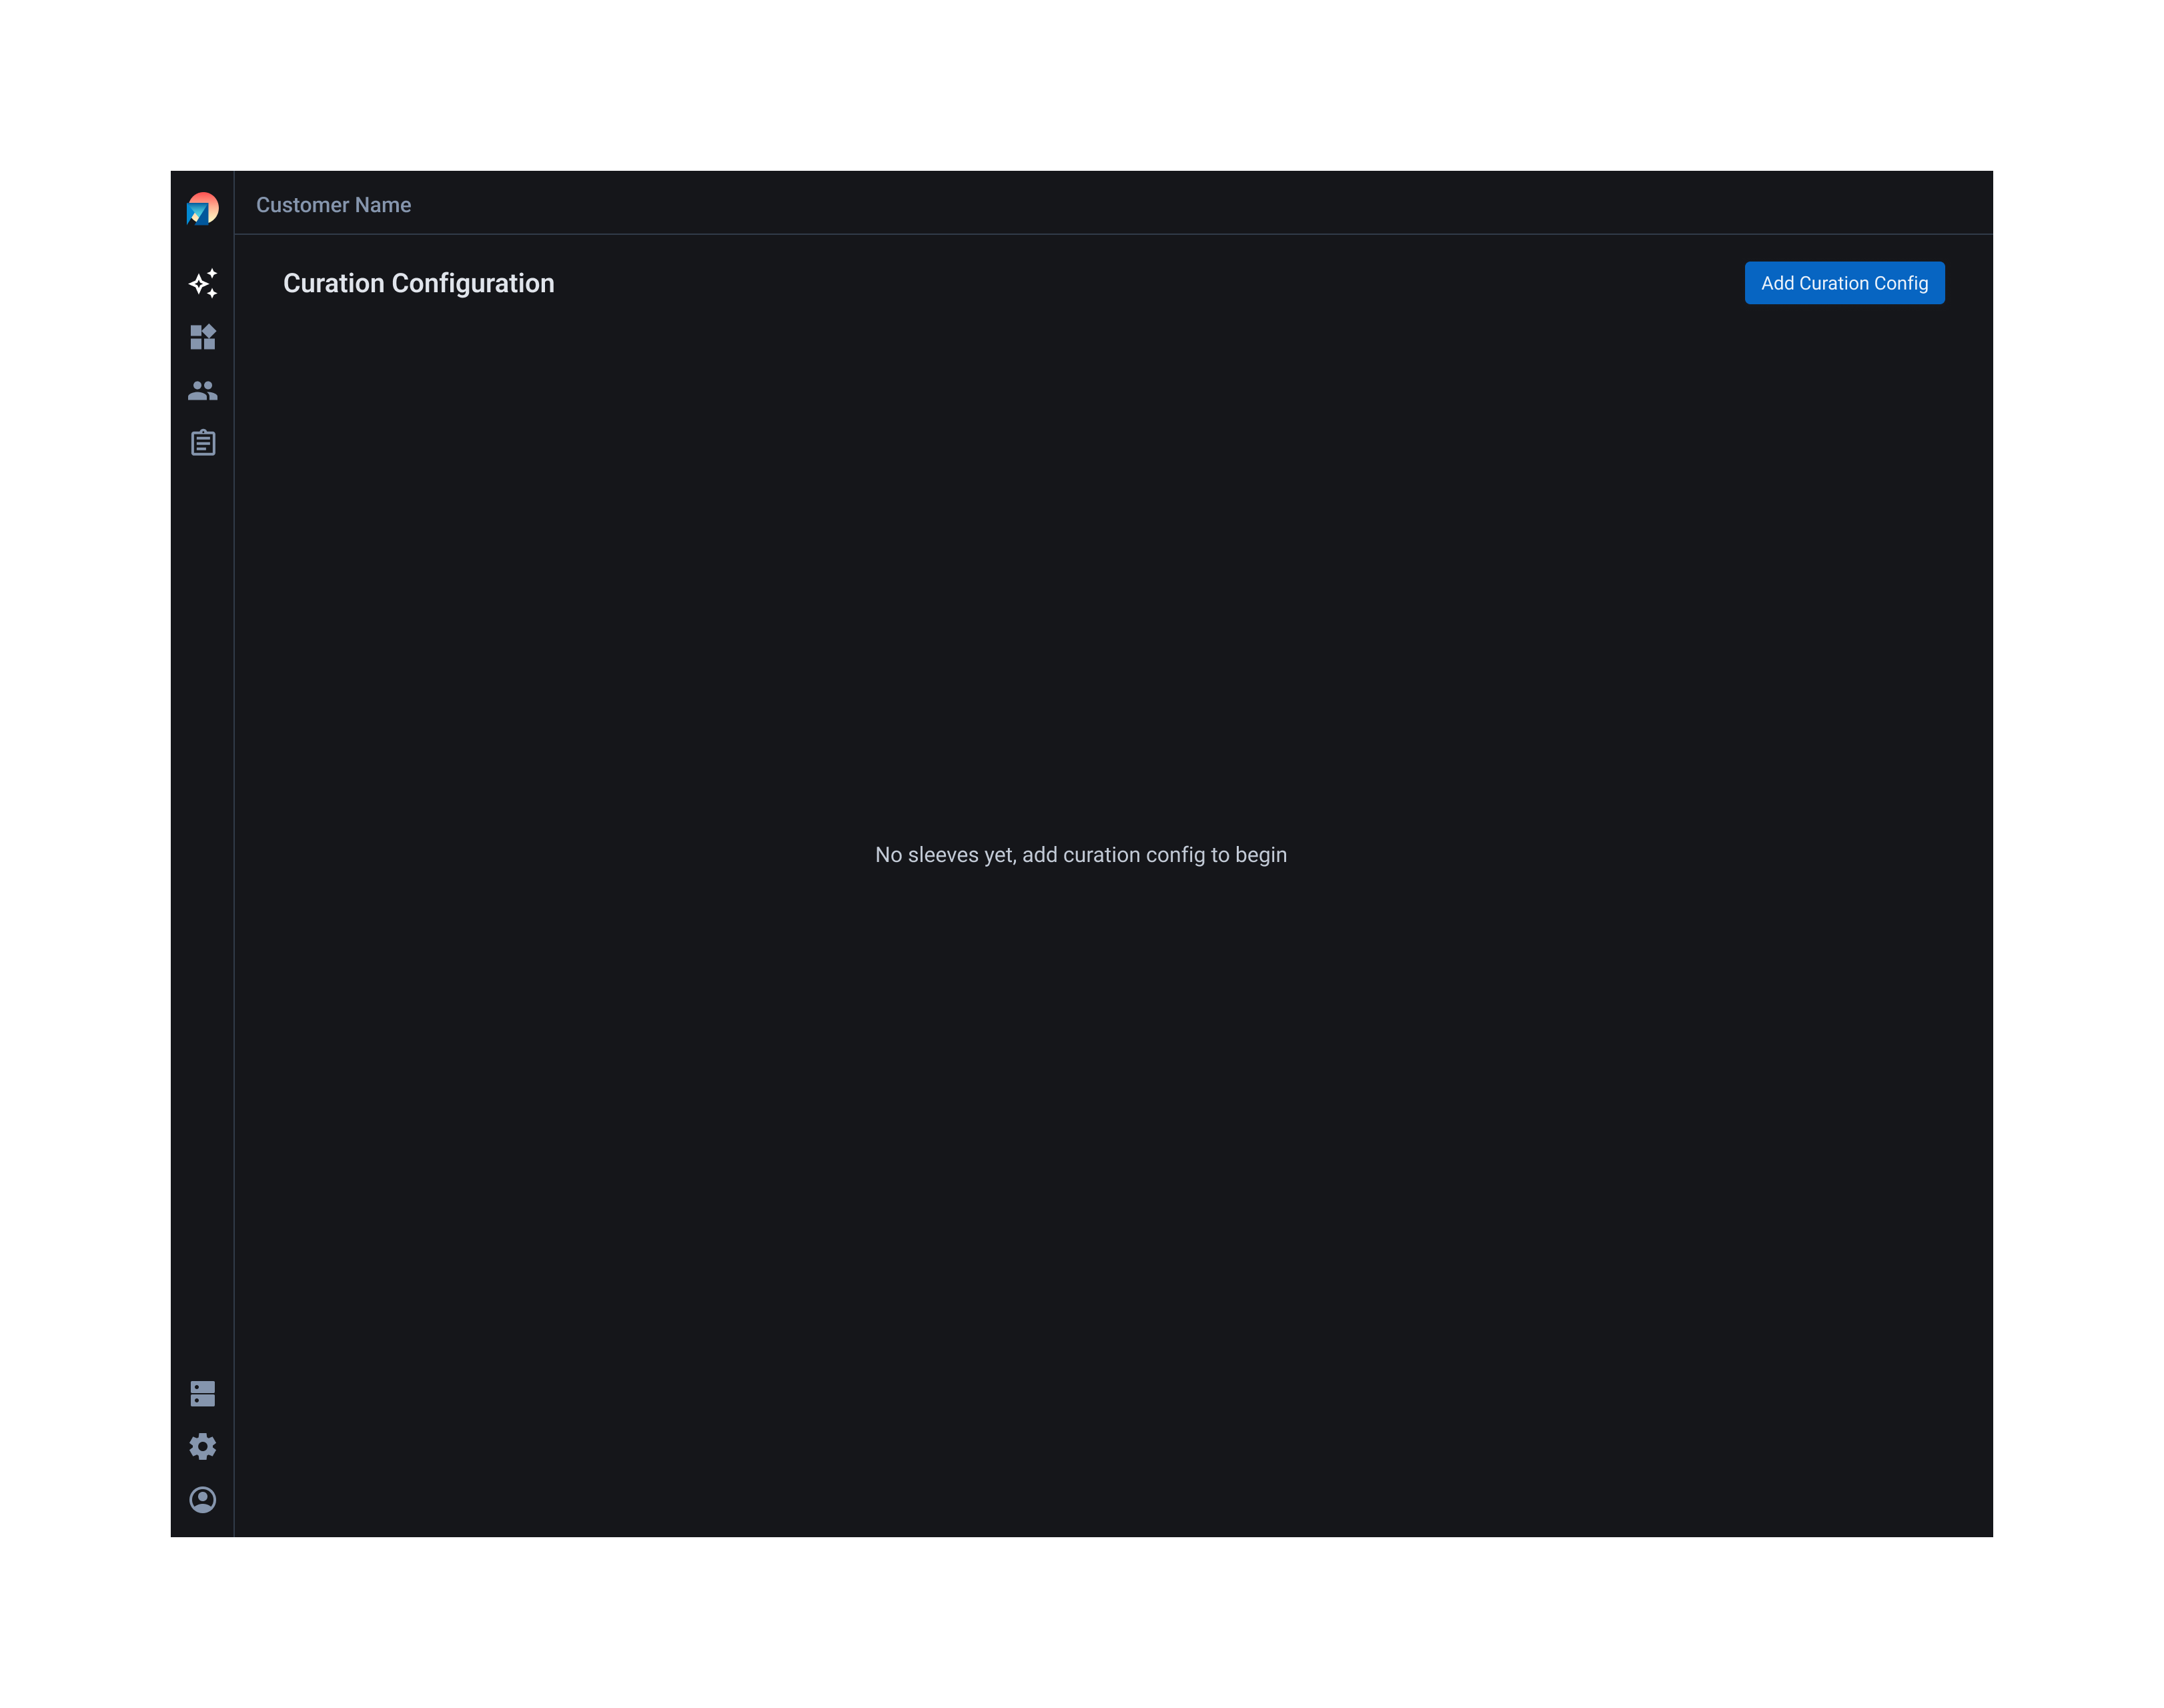 Customer Name
Curation Configuration
Add Curation Config
No sleeves yet, add curation config to begin